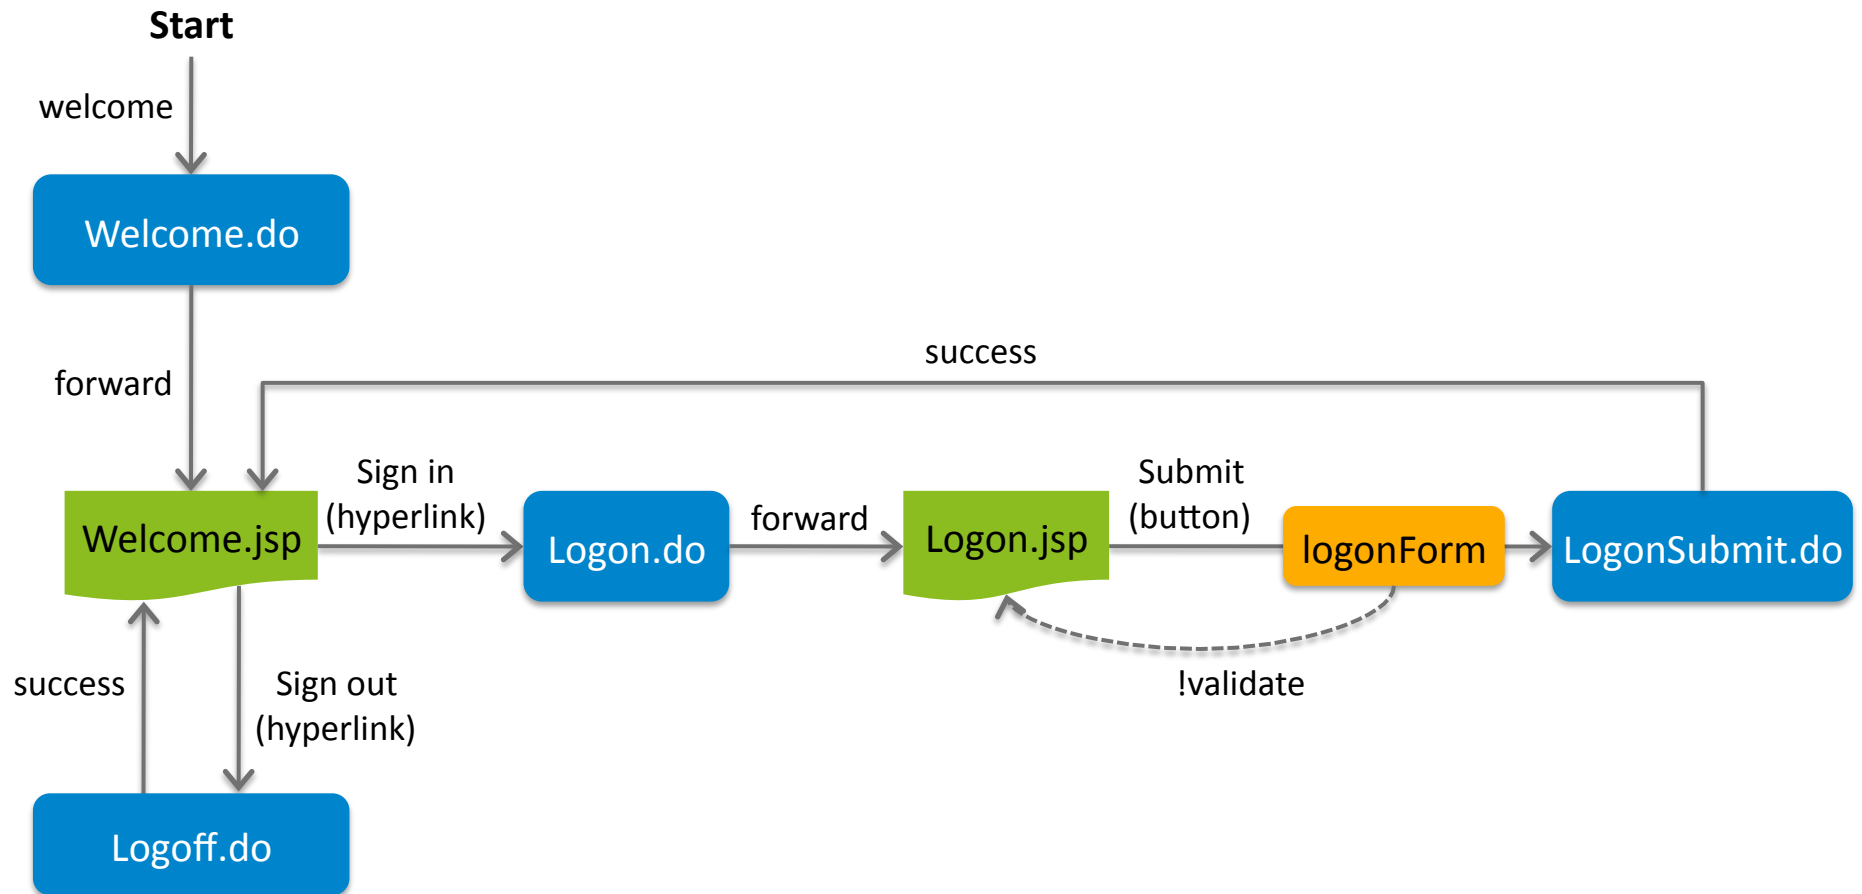 Start
welcome
Welcome.do
forward
success
Welcome.jsp
Sign in
(hyperlink)
Logon.do
forward
Logon.jsp
Submit
(button)
logonForm
LogonSubmit.do
!validate
success
Sign out
(hyperlink)
Logoff.do